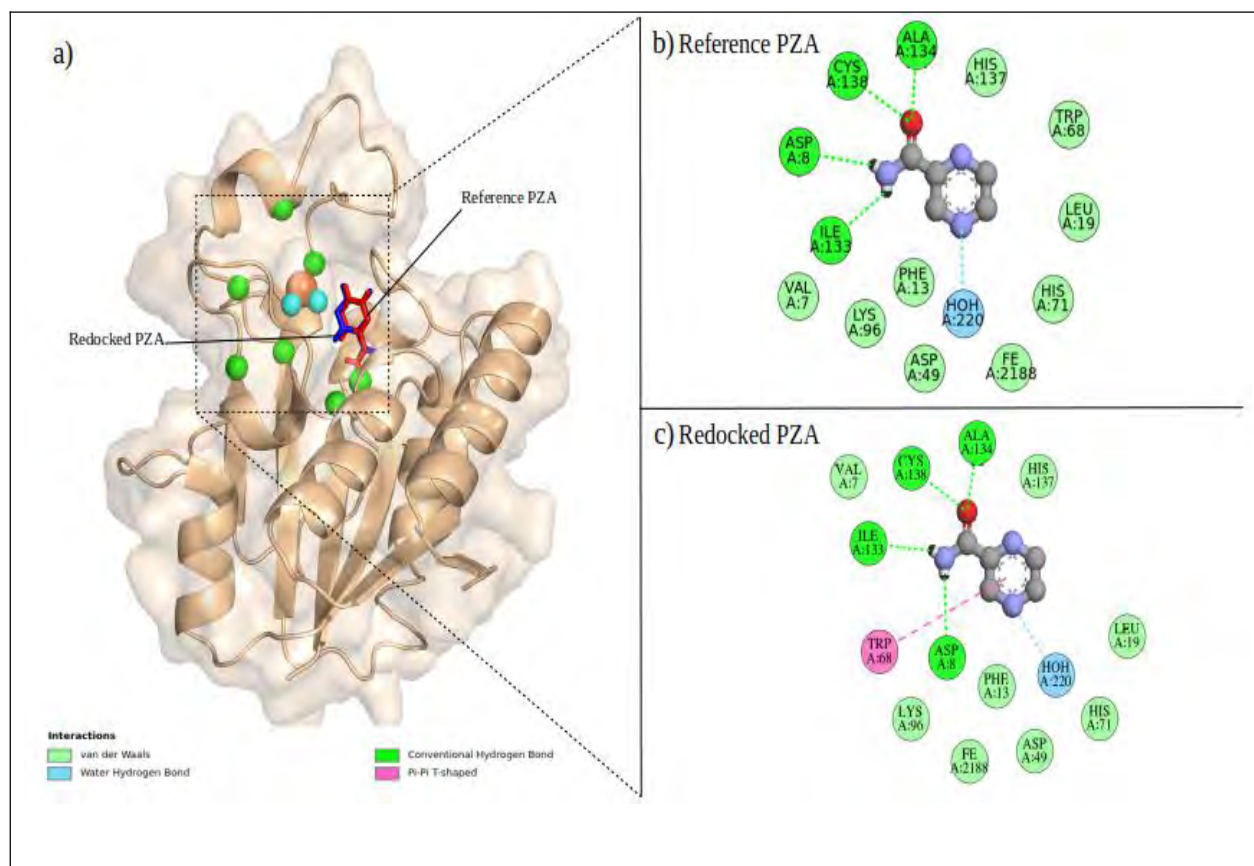 a)
Reference PZA
Redocked PZA
Interactions
van der Waals
Water Hydrogen Bond
Conventional Hydrogen Bond
Pi-Pi T-shaped
b) Reference PZA
ALA
A:134
CYS
A:138
HIS
A:137
TRP
A:68
ASP
A:8
LEU
A:19
ILE
A:133
PHE
A:13
VAL
A:7
HIS
A:71
LYS
A:96
HOH
A:220
ASP
A:49
FE
A:2188
c) Redocked PZA
ALA
A:134
VAL
A:7
CYS
A:138
HIS
A:137
ILE
A:133
LEU
A:19
TRP
A:68
ASP
A:8
HOH
A:220
PHE
A:13
LYS
A:96
HIS
A:71
FE
A:2188
ASP
A:49